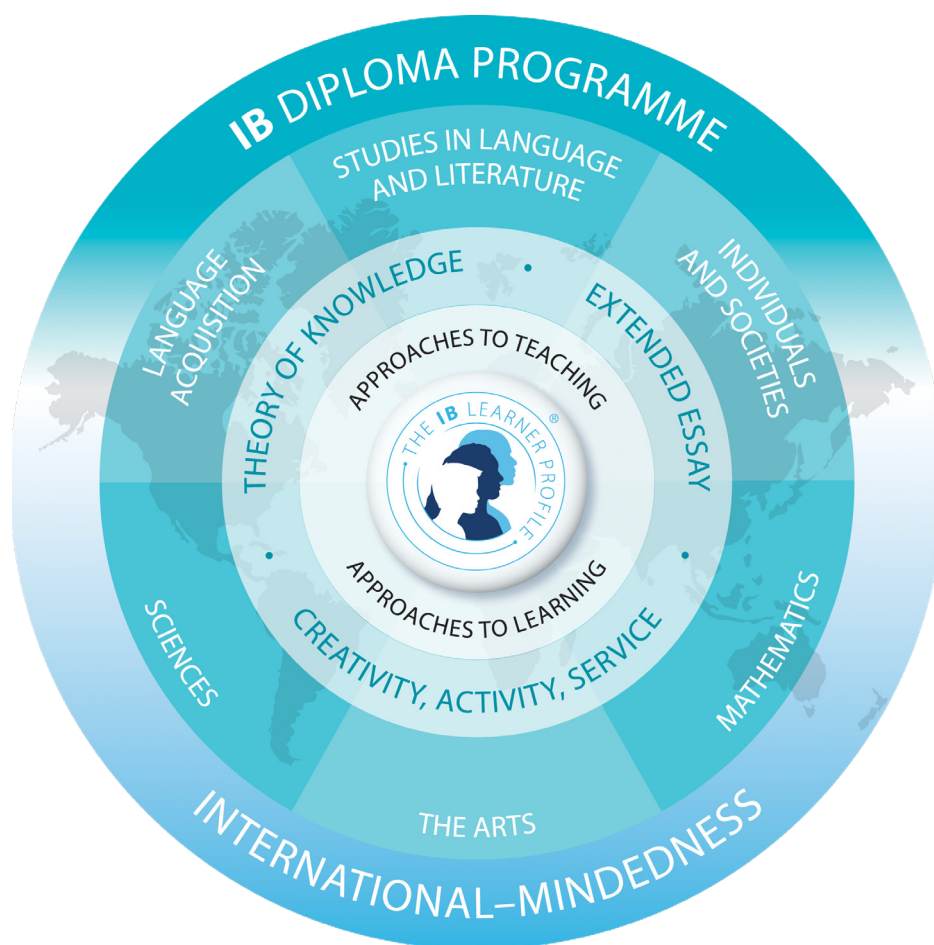 IB DIPLOMA PROGRAMME
STUDIES IN LANGUAGE
AND LITERATURE
LANGUAGE
ACQUISITION
INDIVIDUALS
AND SOCIETIES
THEORY OF KNOWLEDGE
•
EXTENDED ESSAY
APPROACHES TO TEACHING
• THE IB LEARNER PROFILE • ®
APPROACHES TO LEARNING
•
CREATIVITY, ACTIVITY, SERVICE
•
SCIENCES
MATHEMATICS
THE ARTS
INTERNATIONAL–MINDEDNESS